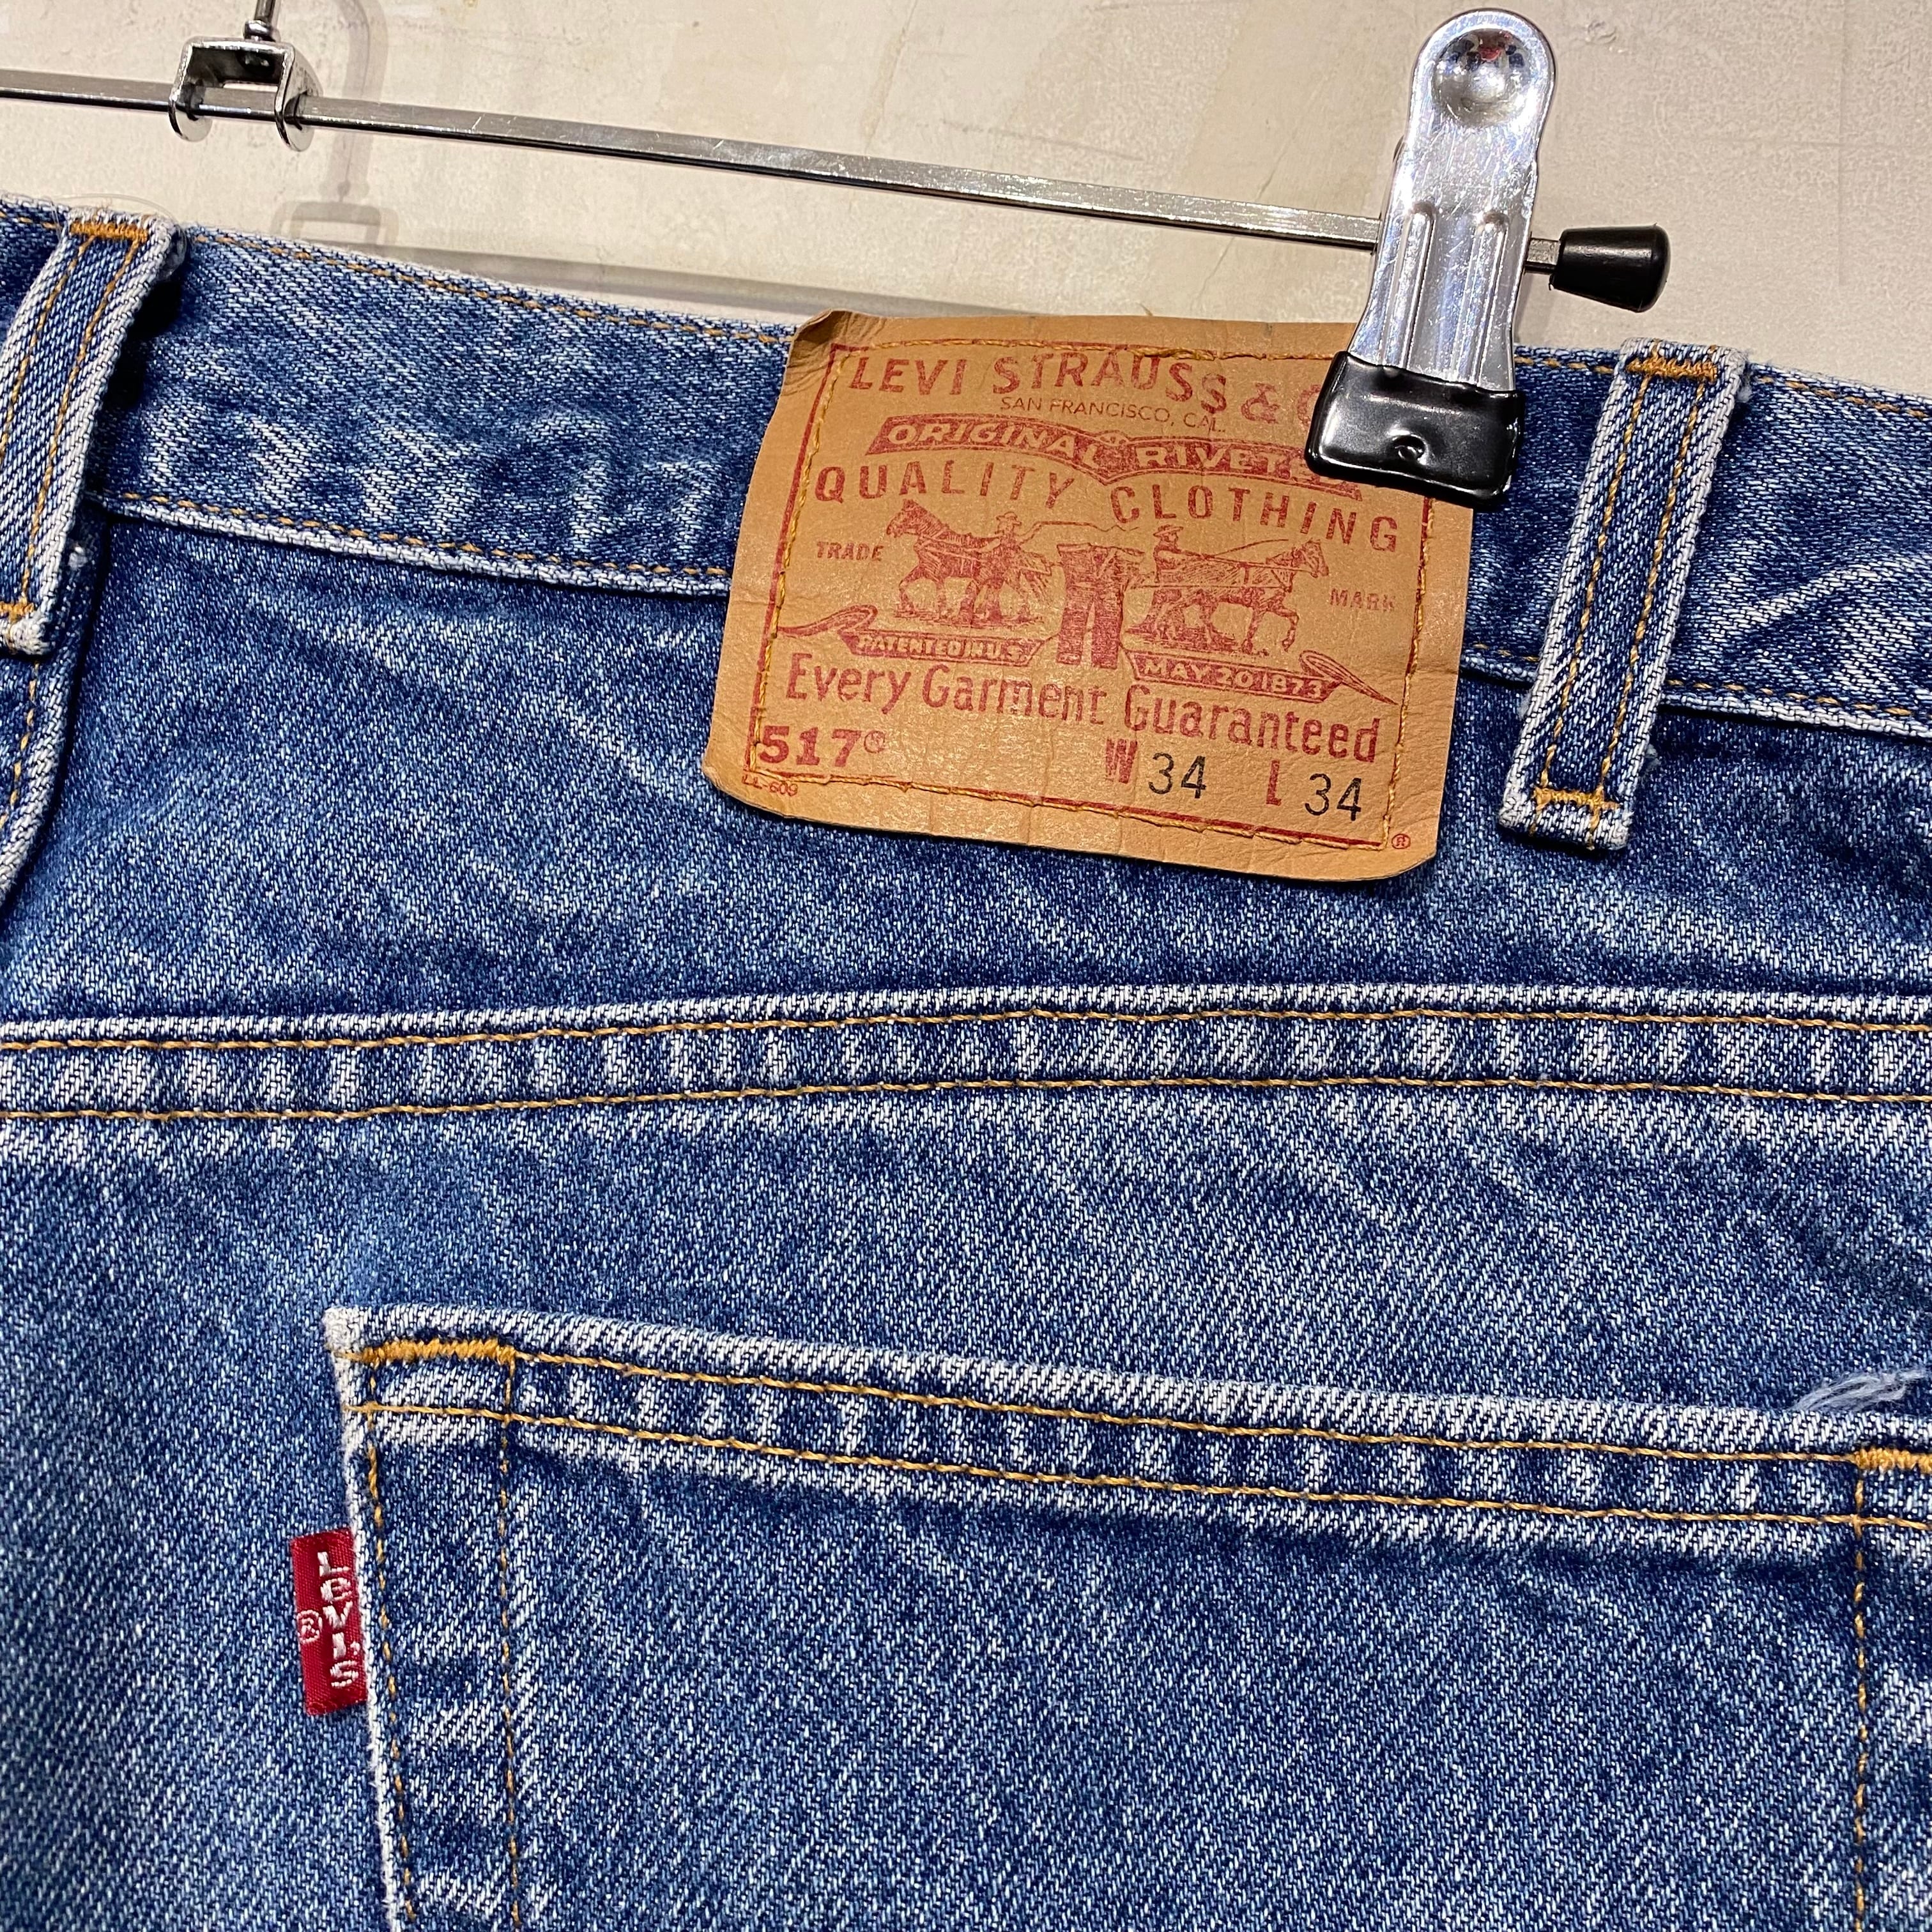 LEVI STRAUSS &
SAN FRANCISCO, CAL.
ORIGINAL
QUALITY CLOTHING
TRADE MARK
PATENTED IN U.S. MAY 20 1873
Every Garment Guaranteed
517® W 34 L 34
LL-609 ®
LEVI'S
®